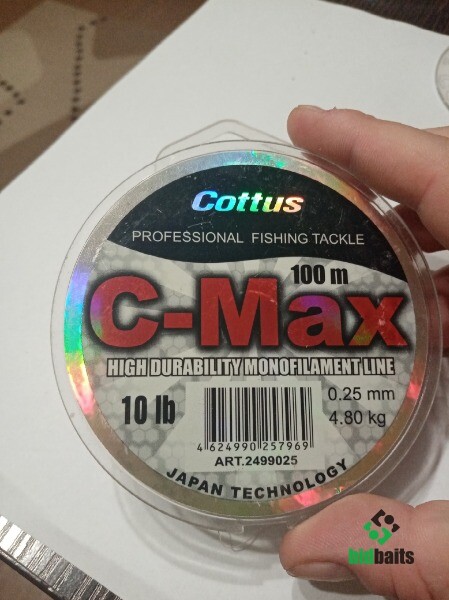 Cottus
PROFESSIONAL FISHING TACKLE
100 m
C-Max
HIGH DURABILITY MONOFILAMENT LINE
10 lb
0.25 mm
4.80 kg
4 624990 257969
ART.2499025
JAPAN TECHNOLOGY
bidbaits